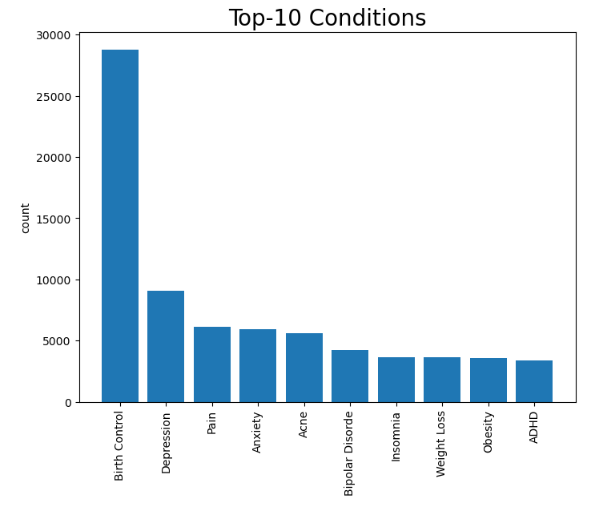 Top-10 Conditions
30000
25000
20000
15000
10000
5000
0
count
Birth Control
Depression
Pain
Anxiety
Acne
Bipolar Disorde
Insomnia
Weight Loss
Obesity
ADHD